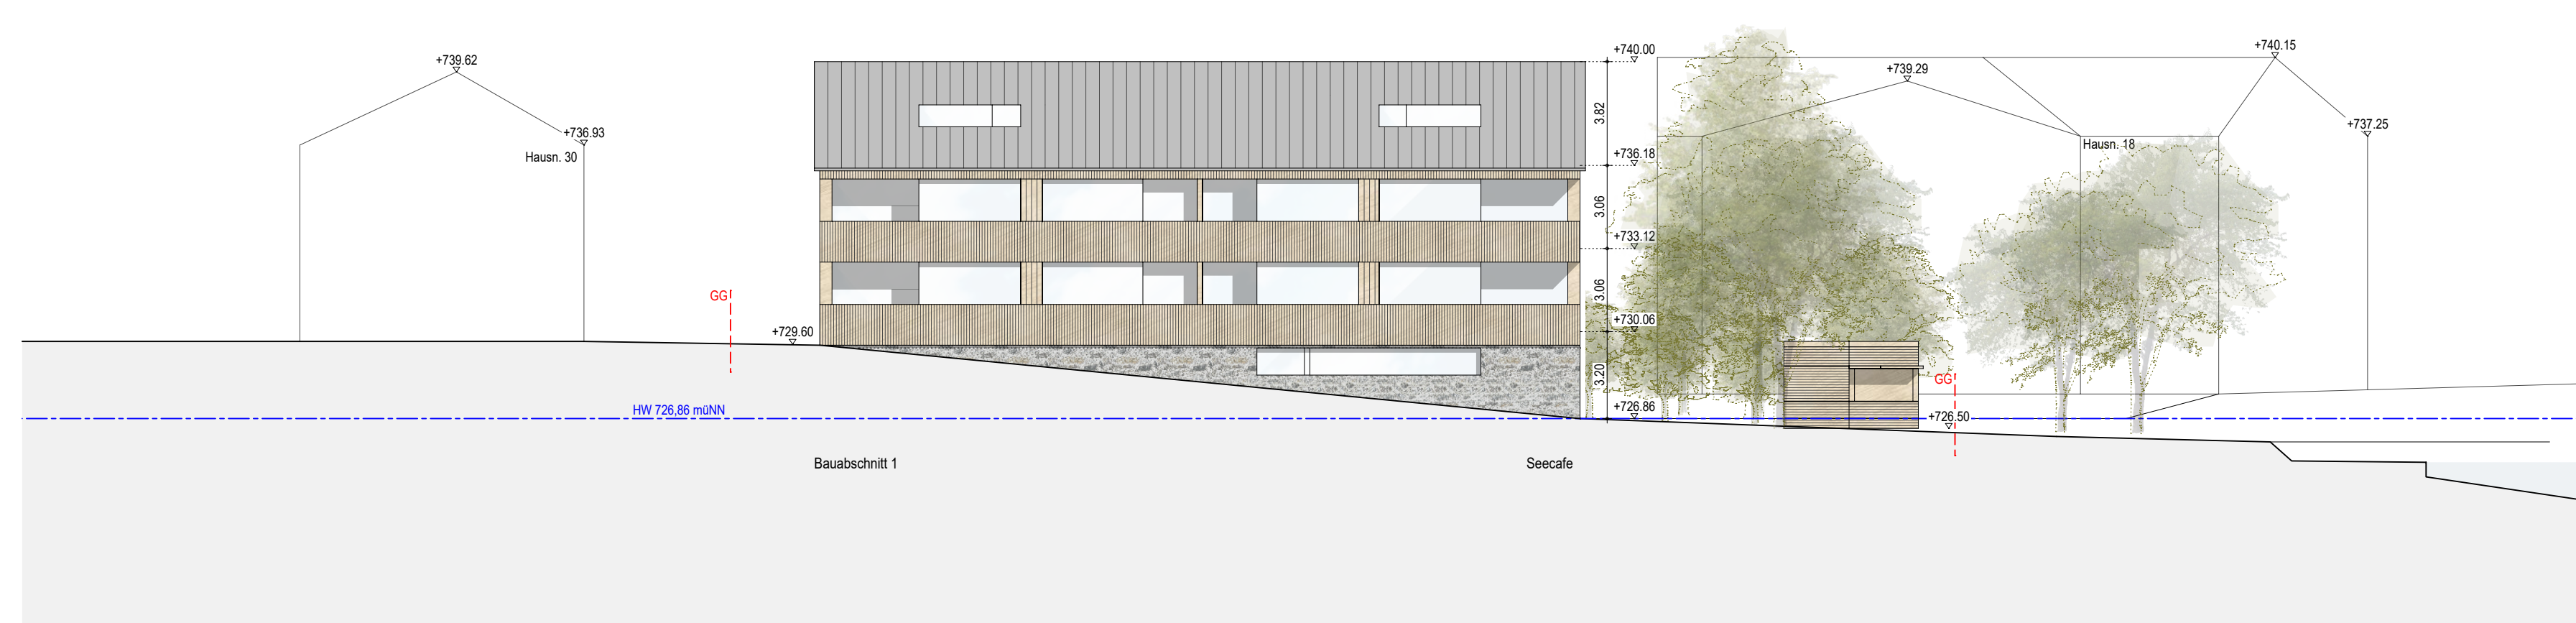 +739.62
+736.93
Hausn. 30
GG
+729.60
HW 726,86 müNN
Bauabschnitt 1
Seecafe
+740.00
3.82
+736.18
3.06
+733.12
3.06
+730.06
3.20
+726.86
+739.29
+740.15
+737.25
Hausn. 18
GG
+726.50